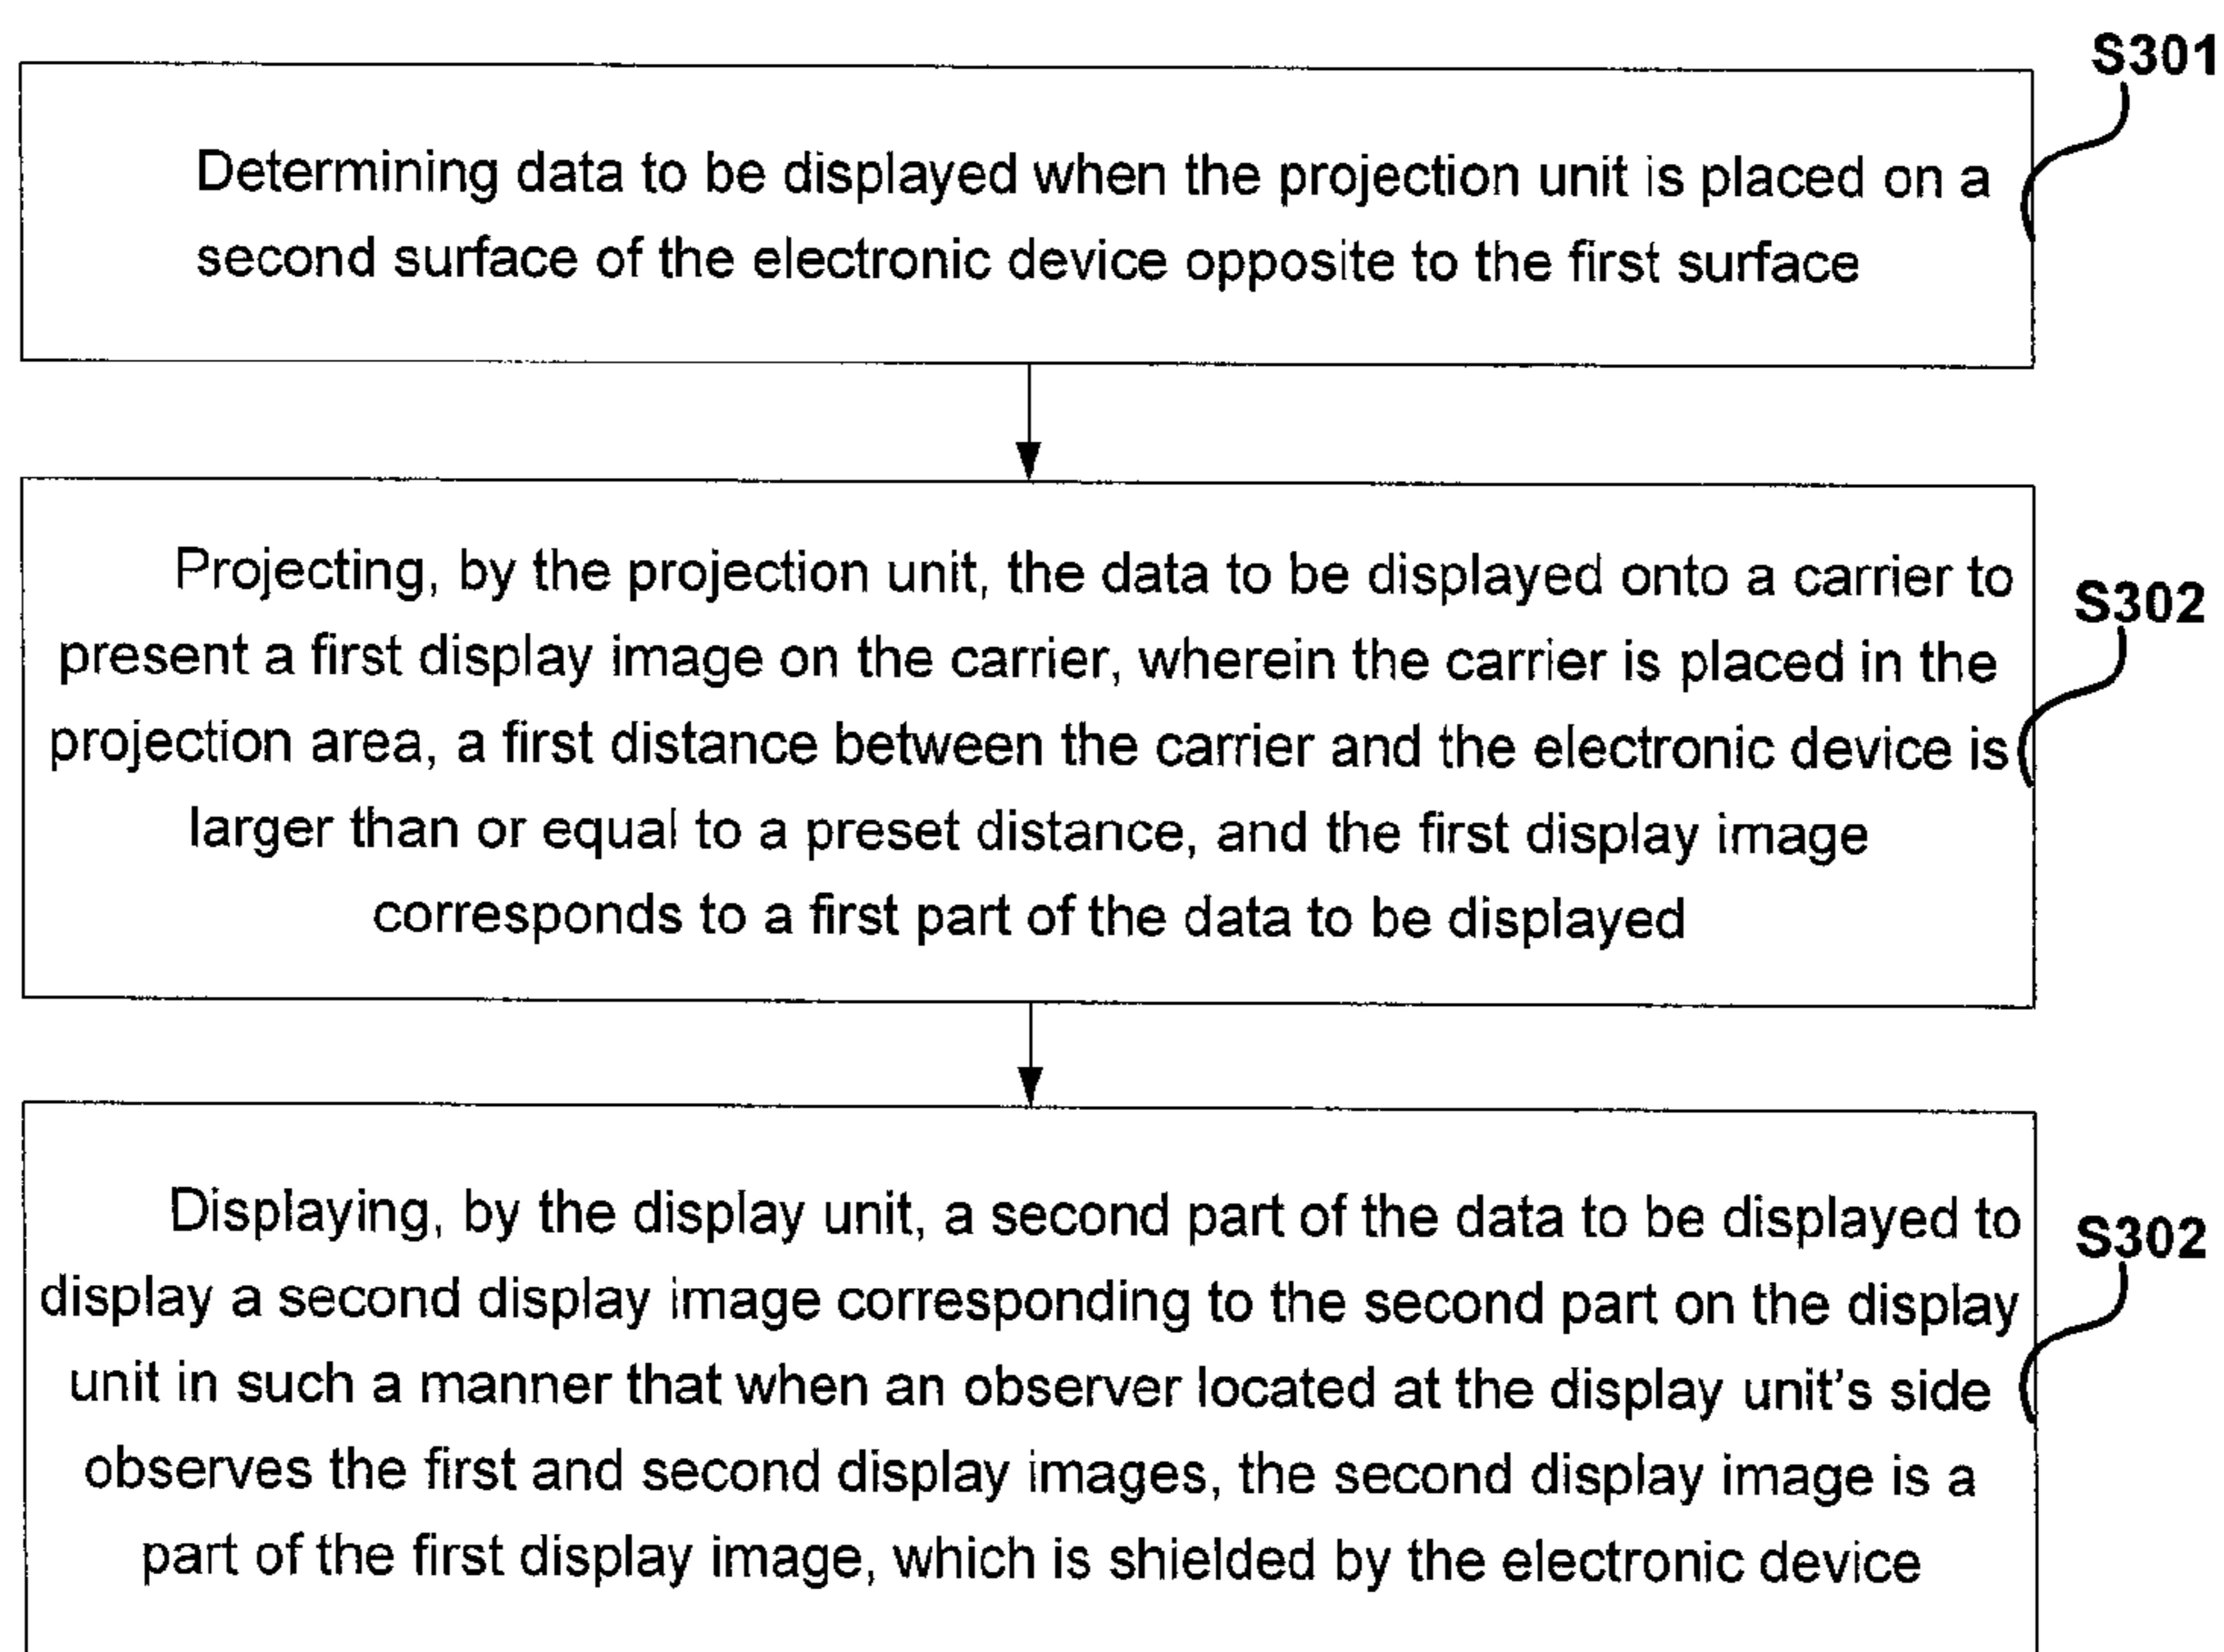 S301
Determining data to be displayed when the projection unit is placed on a
second surface of the electronic device opposite to the first surface
Projecting, by the projection unit, the data to be displayed onto a carrier to
S302
present a first display image on the carrier, wherein the carrier is placed in the
projection area, a first distance between the carrier and the electronic device is
larger than or equal to a preset distance, and the first display image
corresponds to a first part of the data to be displayed
Displaying, by the display unit, a second part of the data to be displayed to
S302
display a second display image corresponding to the second part on the display
unit in such a manner that when an observer located at the display unit's side
observes the first and second display images, the second display image is a
part of the first display image, which is shielded by the electronic device